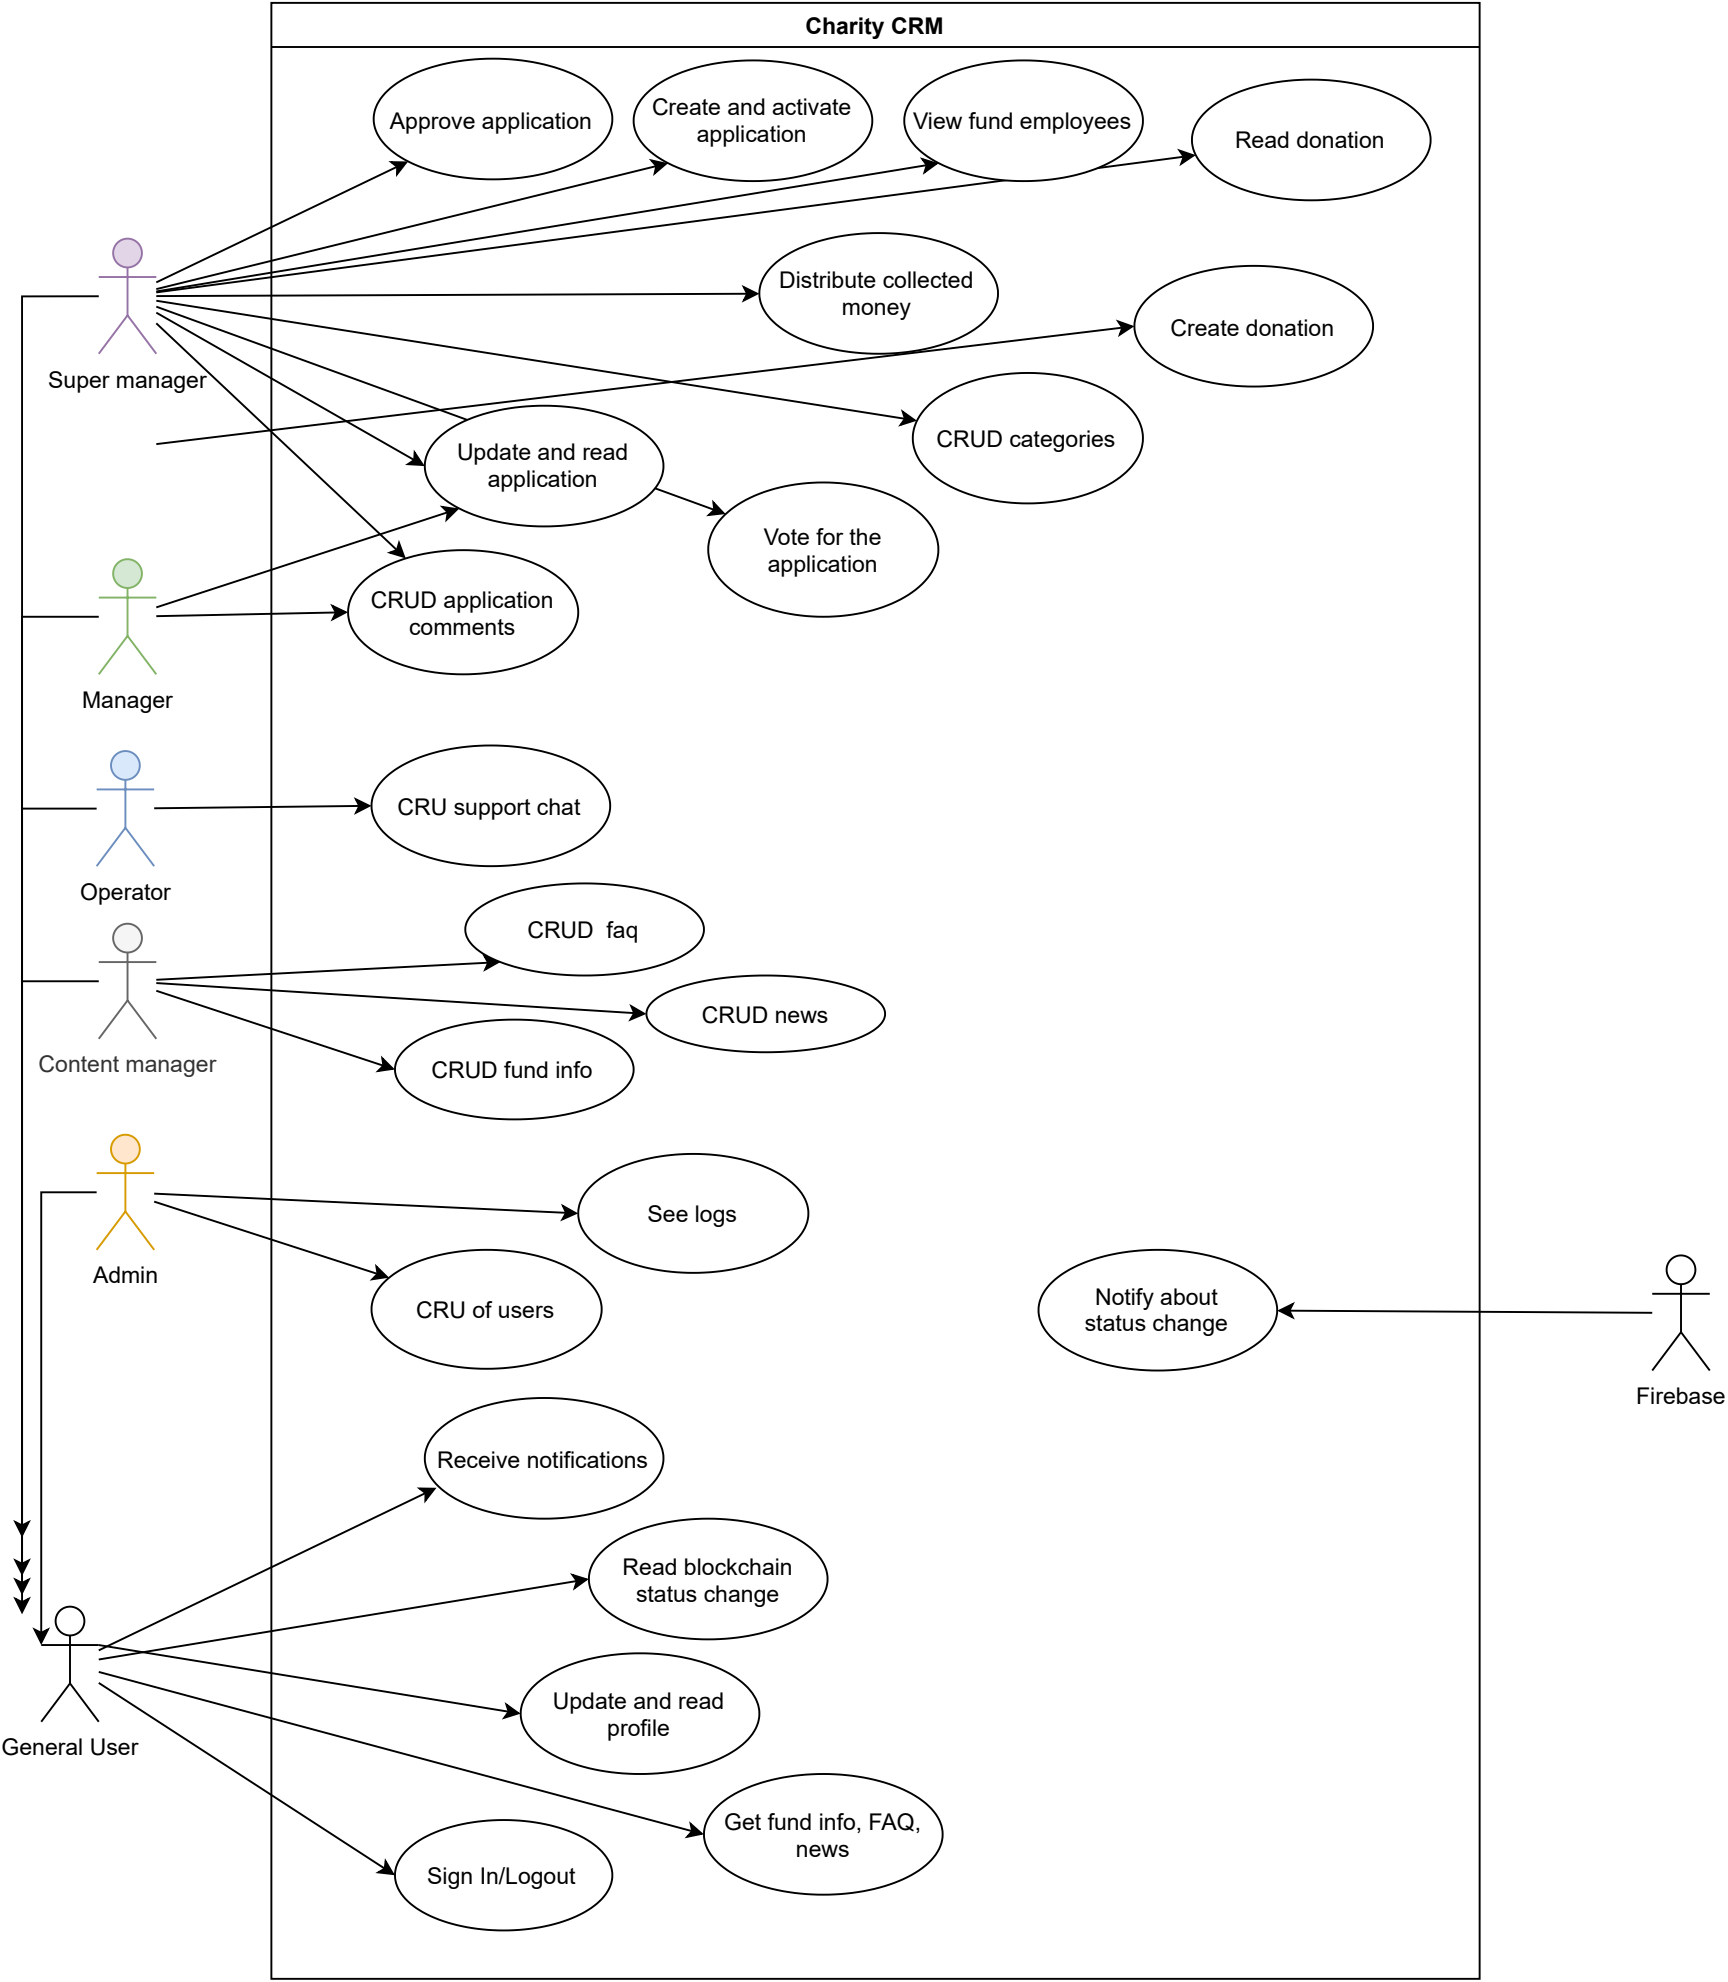 Charity CRM
Approve application
Create and activate
application
View fund employees
Read donation
Distribute collected
money
Create donation
Super manager
CRUD categories
Update and read
application
Vote for the
application
CRUD application
comments
Manager
CRU support chat
Operator
CRUD  faq
CRUD news
Content manager
CRUD fund info
See logs
Admin
CRU of users
Notify about
status change
Firebase
Receive notifications
Read blockchain
status change
Update and read
profile
General User
Get fund info, FAQ,
news
Sign In/Logout